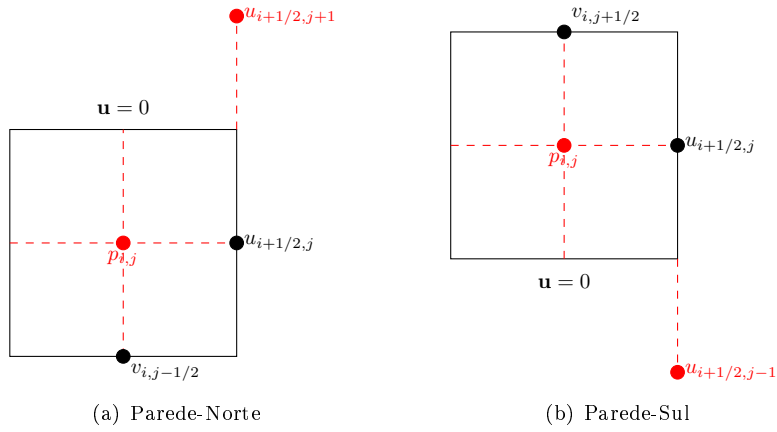 u_{i+1/2,j+1}
u = 0
p_{i,j}
u_{i+1/2,j}
v_{i,j−1/2}
(a) Parede-Norte
v_{i,j+1/2}
p_{i,j}
u_{i+1/2,j}
u = 0
u_{i+1/2,j−1}
(b) Parede-Sul